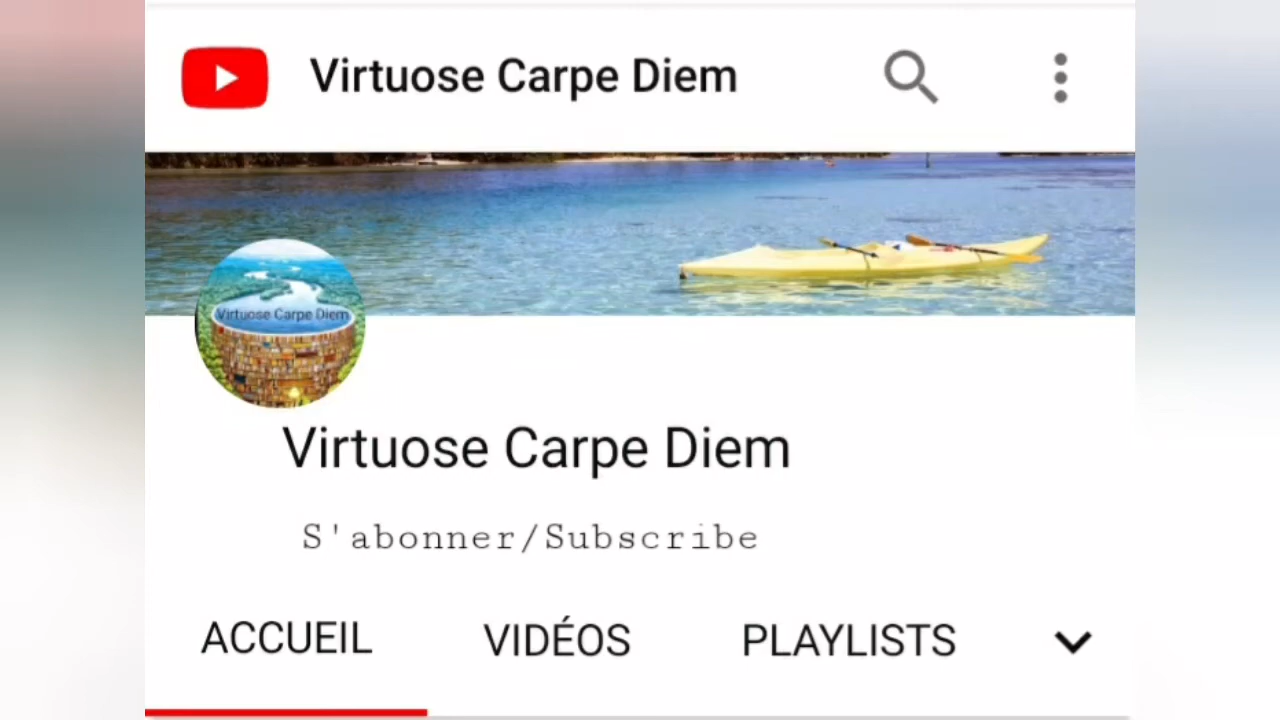 Virtuose Carpe Diem
Virtuose Carpe Diem
Virtuose Carpe Diem
S'abonner/Subscribe
ACCUEIL VIDÉOS PLAYLISTS